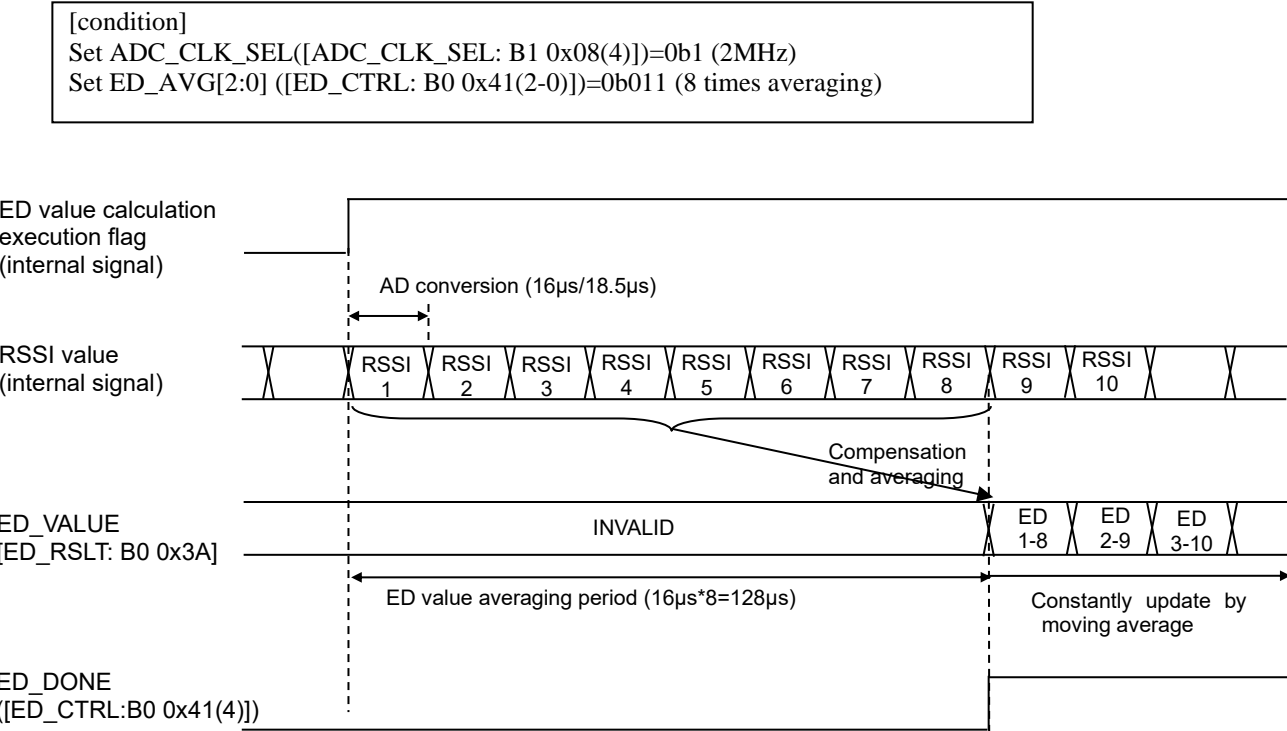 [condition]
Set ADC_CLK_SEL([ADC_CLK_SEL: B1 0x08(4)])=0b1 (2MHz)
Set ED_AVG[2:0] ([ED_CTRL: B0 0x41(2-0)])=0b011 (8 times averaging)
ED value calculation
execution flag
(internal signal)
AD conversion (16µs/18.5µs)
RSSI value
(internal signal)
RSSI
1
RSSI
2
RSSI
3
RSSI
4
RSSI
5
RSSI
6
RSSI
7
RSSI
8
RSSI
9
RSSI
10
Compensation
and averaging
ED_VALUE
[ED_RSLT: B0 0x3A]
INVALID
ED
1-8
ED
2-9
ED
3-10
ED value averaging period (16µs*8=128µs)
Constantly update by
moving average
ED_DONE
([ED_CTRL:B0 0x41(4)])